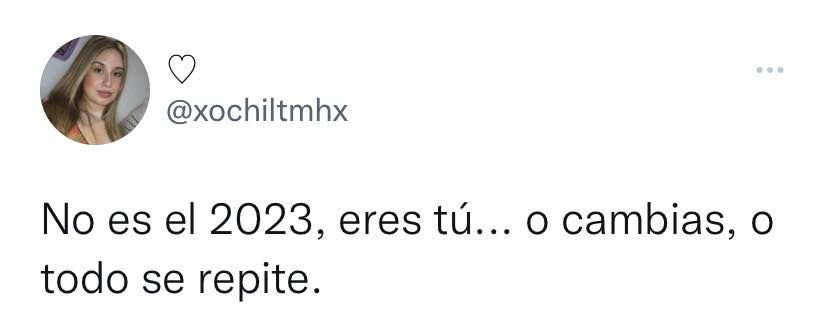 ♡
@xochiltmhx
No es el 2023, eres tú... o cambias, o
todo se repite.